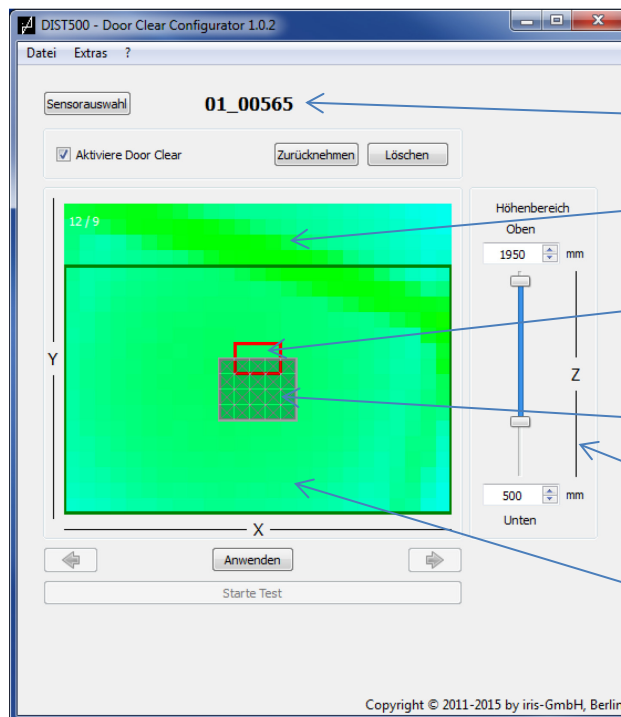 DIST500 - Door Clear Configurator 1.0.2
Datei Extras ?
Sensorauswahl 01_00565
Aktiviere Door Clear Zurücknehmen Löschen
12 / 9
Höhenbereich
Oben
1950 mm
Y
Z
500 mm
Unten
X
Anwenden
Starte Test
Copyright © 2011-2015 by iris-GmbH, Berlin